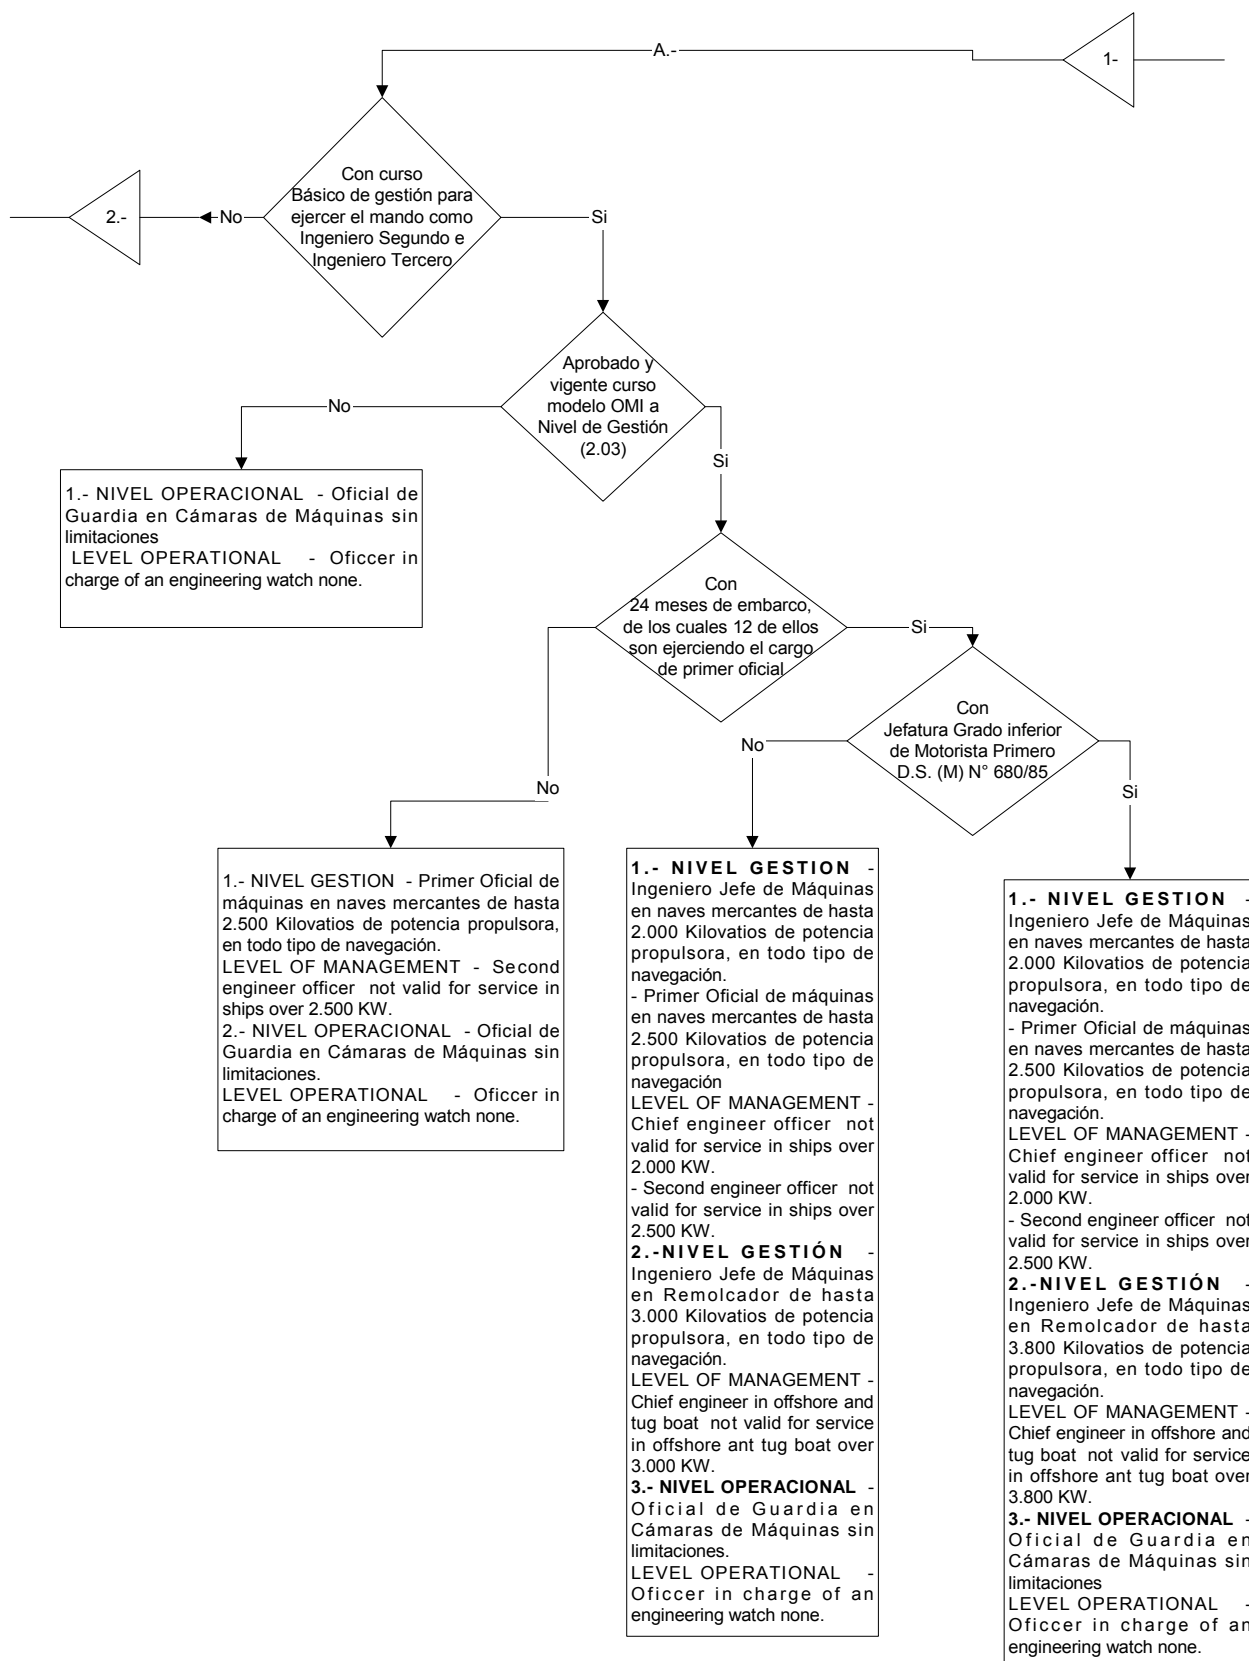 A.-
1-
Con curso
Básico de gestión para
ejercer el mando como
Ingeniero Segundo e
Ingeniero Tercero
2.-
No
Si
Aprobado y
vigente curso
modelo OMI a
Nivel de Gestión
(2.03)
No
Si
1.- NIVEL OPERACIONAL - Oficial de
Guardia en Cámaras de Máquinas sin
limitaciones
LEVEL OPERATIONAL - Oficcer in
charge of an engineering watch none.
Con
24 meses de embarco,
de los cuales 12 de ellos
son ejerciendo el cargo
de primer oficial
Si
No
Con
Jefatura Grado inferior
de Motorista Primero
D.S. (M) N° 680/85
No
Si
1.- NIVEL GESTION - Primer Oficial de
máquinas en naves mercantes de hasta
2.500 Kilovatios de potencia propulsora,
en todo tipo de navegación.
LEVEL OF MANAGEMENT - Second
engineer officer not valid for service in
ships over 2.500 KW.
2.- NIVEL OPERACIONAL - Oficial de
Guardia en Cámaras de Máquinas sin
limitaciones.
LEVEL OPERATIONAL - Oficcer in
charge of an engineering watch none.
1.- NIVEL GESTION -
Ingeniero Jefe de Máquinas
en naves mercantes de hasta
2.000 Kilovatios de potencia
propulsora, en todo tipo de
navegación.
- Primer Oficial de máquinas
en naves mercantes de hasta
2.500 Kilovatios de potencia
propulsora, en todo tipo de
navegación
LEVEL OF MANAGEMENT -
Chief engineer officer not
valid for service in ships over
2.000 KW.
- Second engineer officer not
valid for service in ships over
2.500 KW.
2.-NIVEL GESTIÓN -
Ingeniero Jefe de Máquinas
en Remolcador de hasta
3.000 Kilovatios de potencia
propulsora, en todo tipo de
navegación.
LEVEL OF MANAGEMENT -
Chief engineer in offshore and
tug boat not valid for service
in offshore ant tug boat over
3.000 KW.
3.- NIVEL OPERACIONAL -
Oficial de Guardia en
Cámaras de Máquinas sin
limitaciones.
LEVEL OPERATIONAL -
Oficcer in charge of an
engineering watch none.
1.- NIVEL GESTION -
Ingeniero Jefe de Máquinas
en naves mercantes de hasta
2.000 Kilovatios de potencia
propulsora, en todo tipo de
navegación.
- Primer Oficial de máquinas
en naves mercantes de hasta
2.500 Kilovatios de potencia
propulsora, en todo tipo de
navegación.
LEVEL OF MANAGEMENT -
Chief engineer officer not
valid for service in ships over
2.000 KW.
- Second engineer officer not
valid for service in ships over
2.500 KW.
2.-NIVEL GESTIÓN -
Ingeniero Jefe de Máquinas
en Remolcador de hasta
3.800 Kilovatios de potencia
propulsora, en todo tipo de
navegación.
LEVEL OF MANAGEMENT -
Chief engineer in offshore and
tug boat not valid for service
in offshore ant tug boat over
3.800 KW.
3.- NIVEL OPERACIONAL -
Oficial de Guardia en
Cámaras de Máquinas sin
limitaciones
LEVEL OPERATIONAL -
Oficcer in charge of an
engineering watch none.